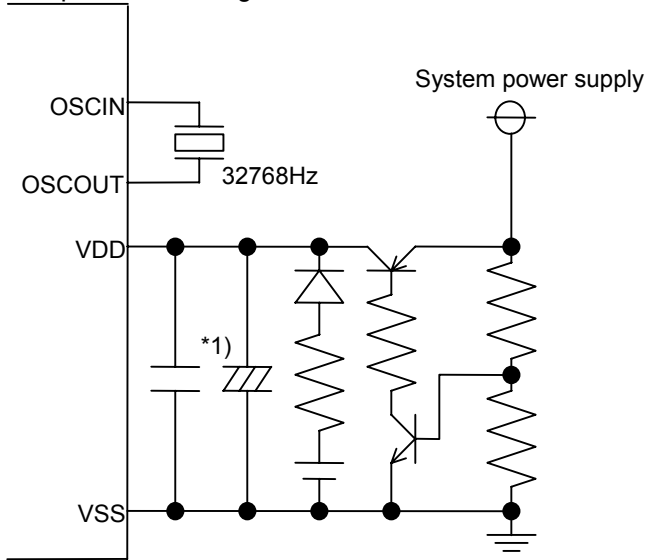 System power supply
OSCIN
OSCOUT
32768Hz
VDD
*1)
VSS